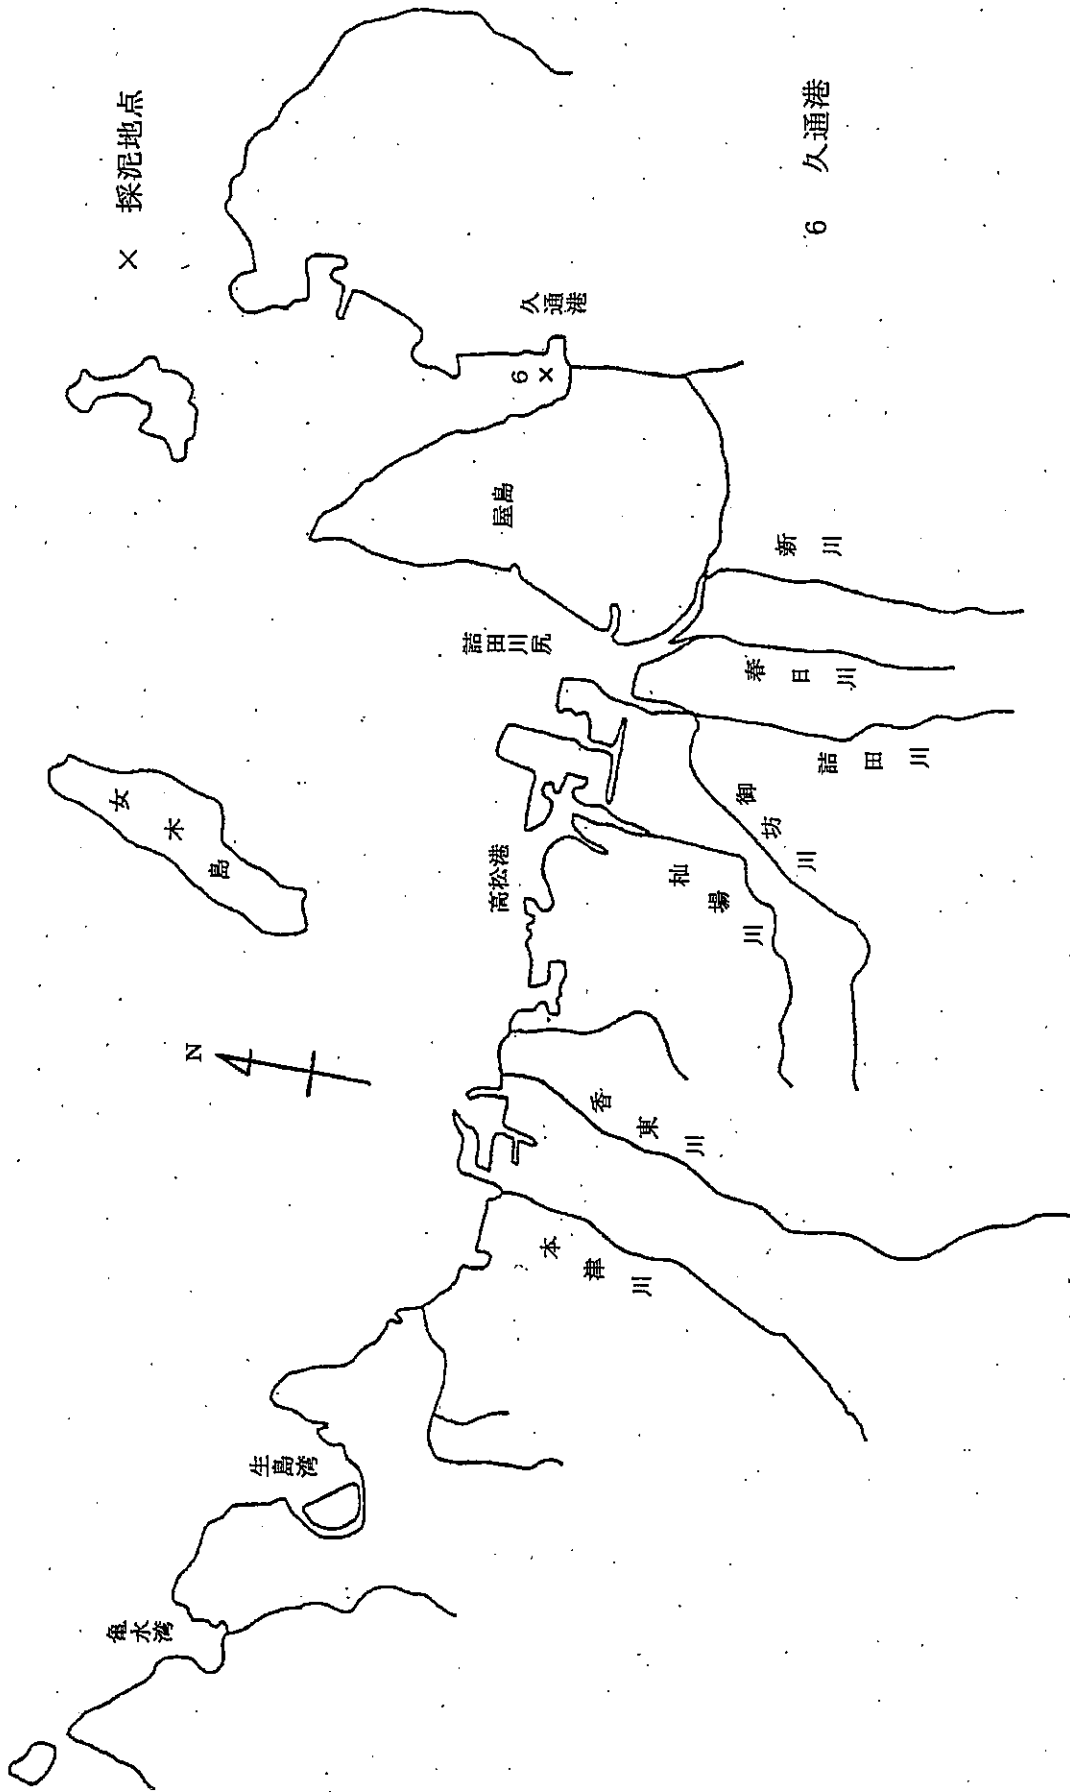 × 採泥地点
6 久通港
久通港
6
×
屋島
詰田川尻
新川
春日川
詰田川
御坊川
杣場川
高松港
女木島
N
香東川
本津川
生島湾
亀水湾